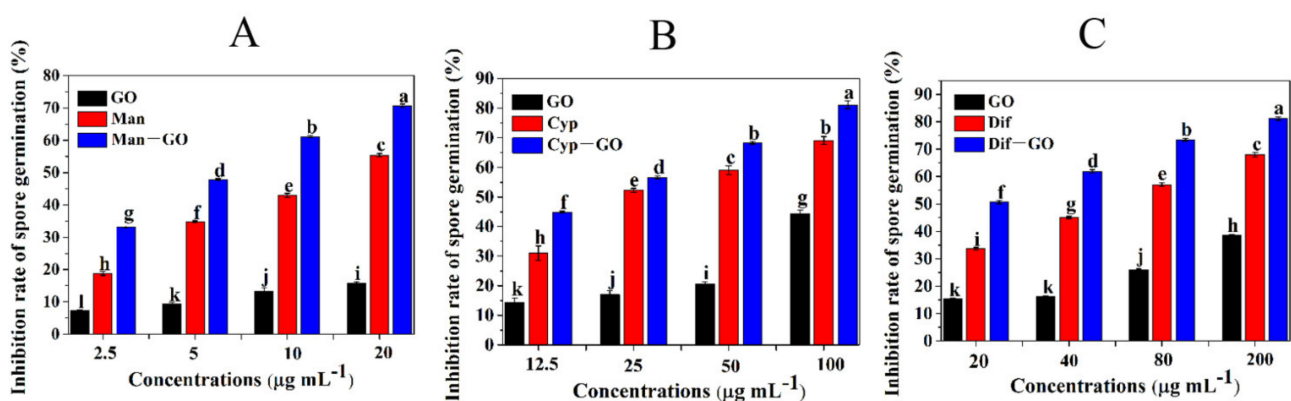 A
Inhibition rate of spore germination (%)
80
70
60
50
40
30
20
10
0
GO
Man
Man−GO
l
h
g
k
f
d
j
e
b
i
c
a
2.5 5 10 20
Concentrations (μg mL-1)
B
Inhibition rate of spore germination (%)
90
80
70
60
50
40
30
20
10
0
GO
Cyp
Cyp−GO
k
h
f
j
e
d
i
c
b
g
b
a
12.5 25 50 100
Concentrations (μg mL-1)
C
Inhibition rate of spore germination (%)
90
80
70
60
50
40
30
20
10
0
GO
Dif
Dif−GO
k
i
f
k
g
d
j
e
b
h
c
a
20 40 80 200
Concentrations (μg mL-1)